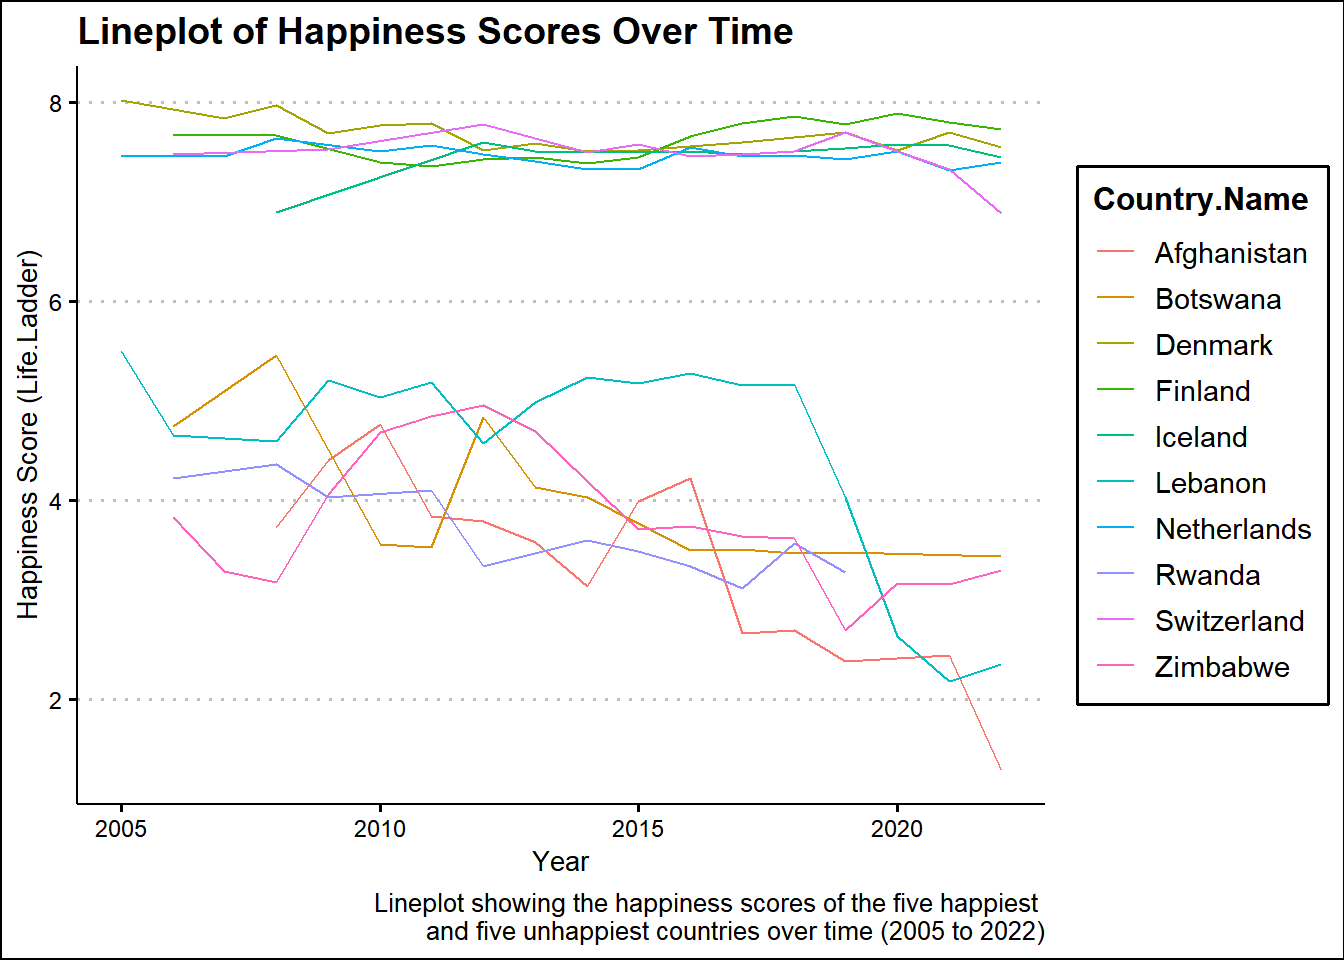 Lineplot of Happiness Scores Over Time
Happiness Score (Life.Ladder)
8
6
4
2
2005
2010
2015
2020
Year
Country.Name
Afghanistan
Botswana
Denmark
Finland
Iceland
Lebanon
Netherlands
Rwanda
Switzerland
Zimbabwe
Lineplot showing the happiness scores of the five happiest
and five unhappiest countries over time (2005 to 2022)